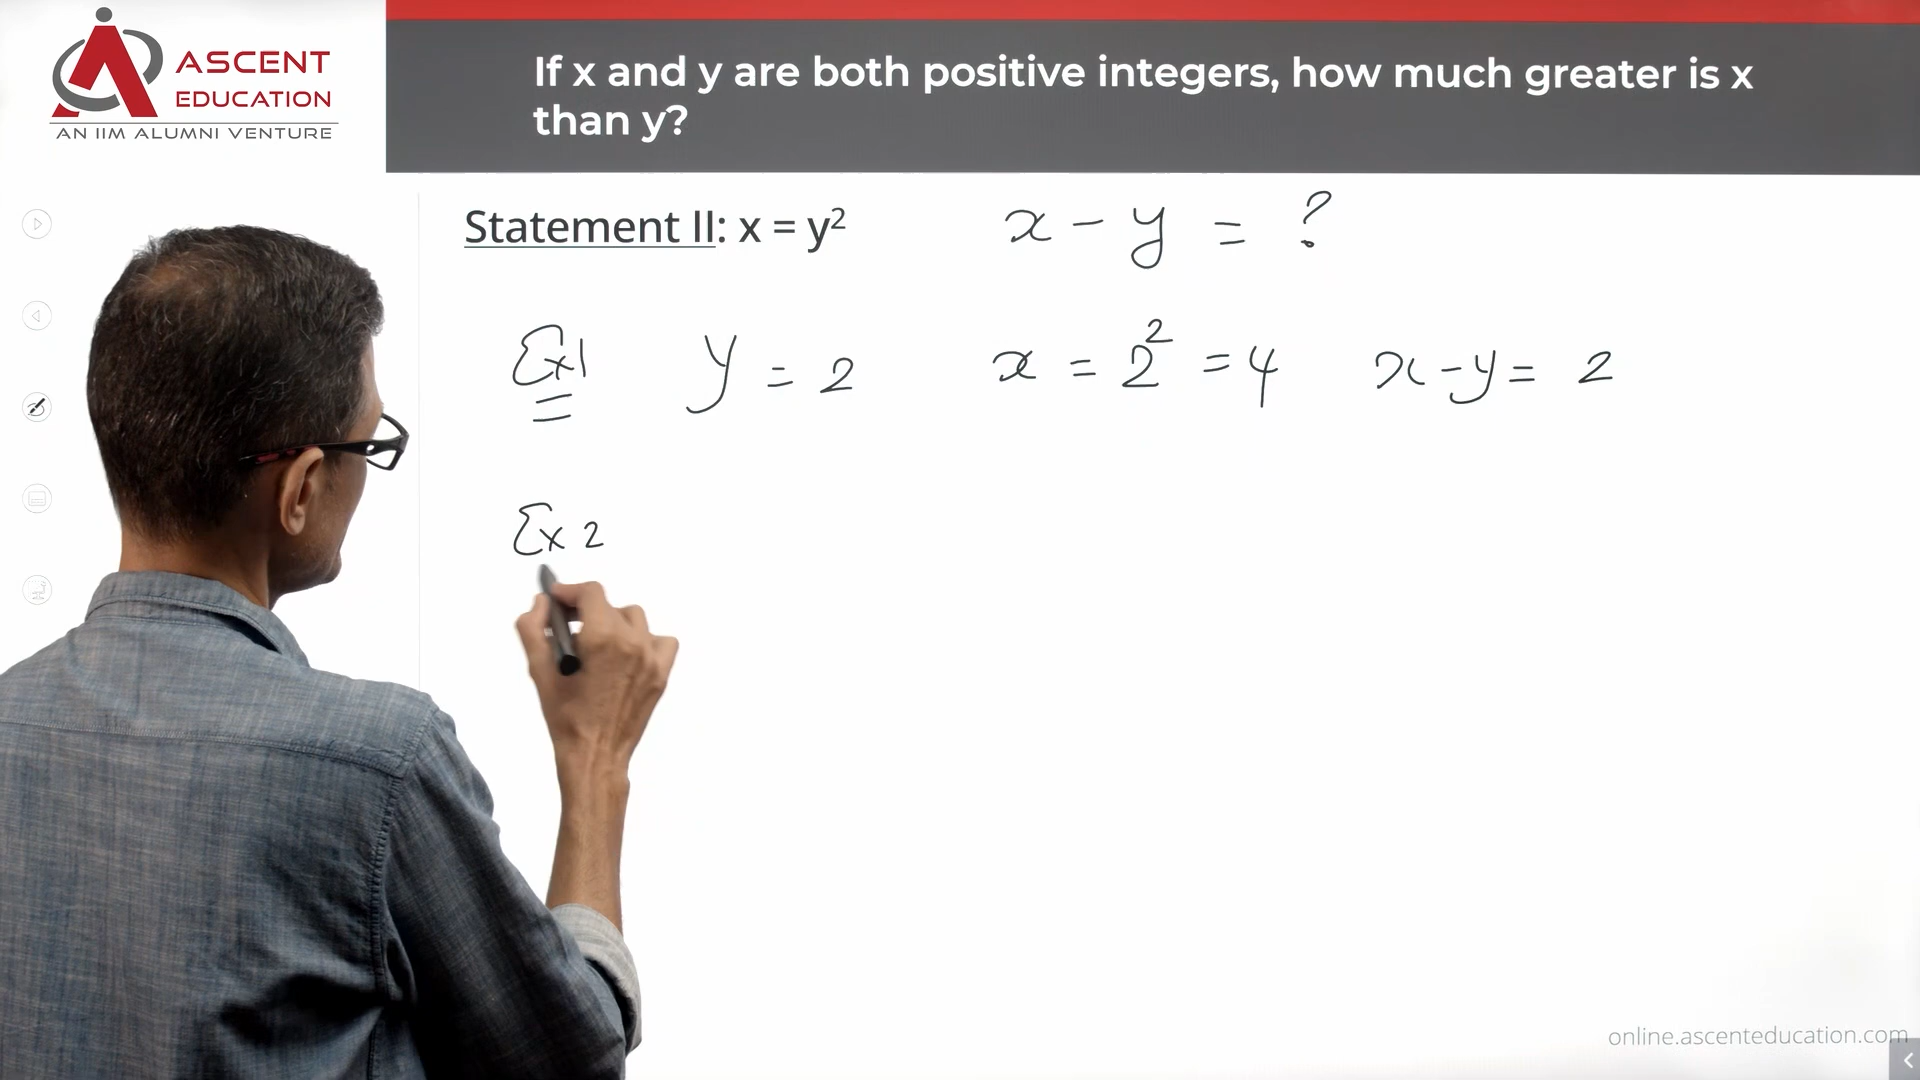 ASCENT
EDUCATION
AN IIM ALUMNI VENTURE
If x and y are both positive integers, how much greater is x
than y?
Statement II: x = y²
x - y = ?
Ex1 y = 2 x = 2² = 4 x - y = 2
Ex 2
online.ascenteducation.com